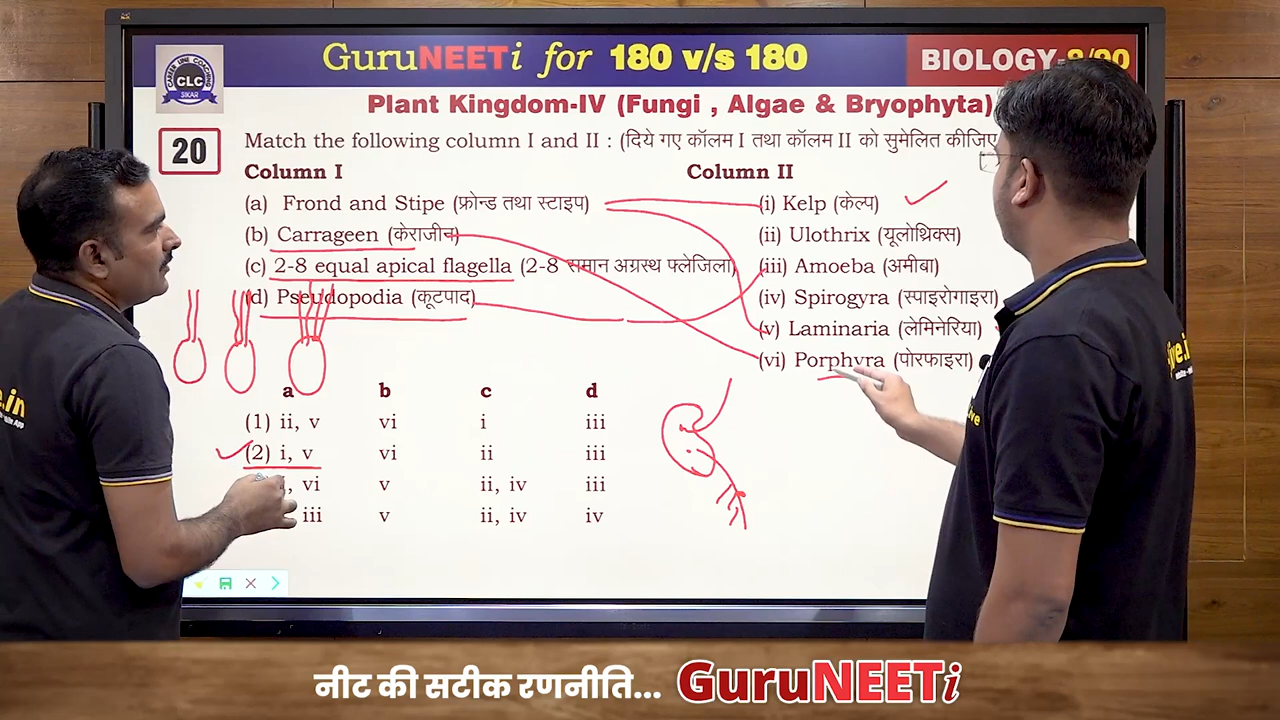 GuruNEETi for 180 v/s 180
BIOLOGY-
CLC
SIKAR
Plant Kingdom-IV (Fungi , Algae & Bryophyta)
20
Match the following column I and II : (दिये गए कॉलम I तथा कॉलम II को सुमेलित कीजिए
Column I Column II
(a) Frond and Stipe (फ्रोन्ड तथा स्टाइप) (i) Kelp (केल्प)
(b) Carrageen (केराजीन) (ii) Ulothrix (यूलोथ्रिक्स)
(c) 2-8 equal apical flagella (2-8 समान अग्रस्थ फ्लेजिला) (iii) Amoeba (अमीबा)
(d) Pseudopodia (कूटपाद) (iv) Spirogyra (स्पाइरोगाइरा)
(v) Laminaria (लेमिनेरिया)
(vi) Porphyra (पोरफाइरा)
a b c d
(1) ii, v vi i iii
(2) i, v vi ii iii
i, vi v ii, iv iii
iii v ii, iv iv
नीट की सटीक रणनीति... GuruNEETi